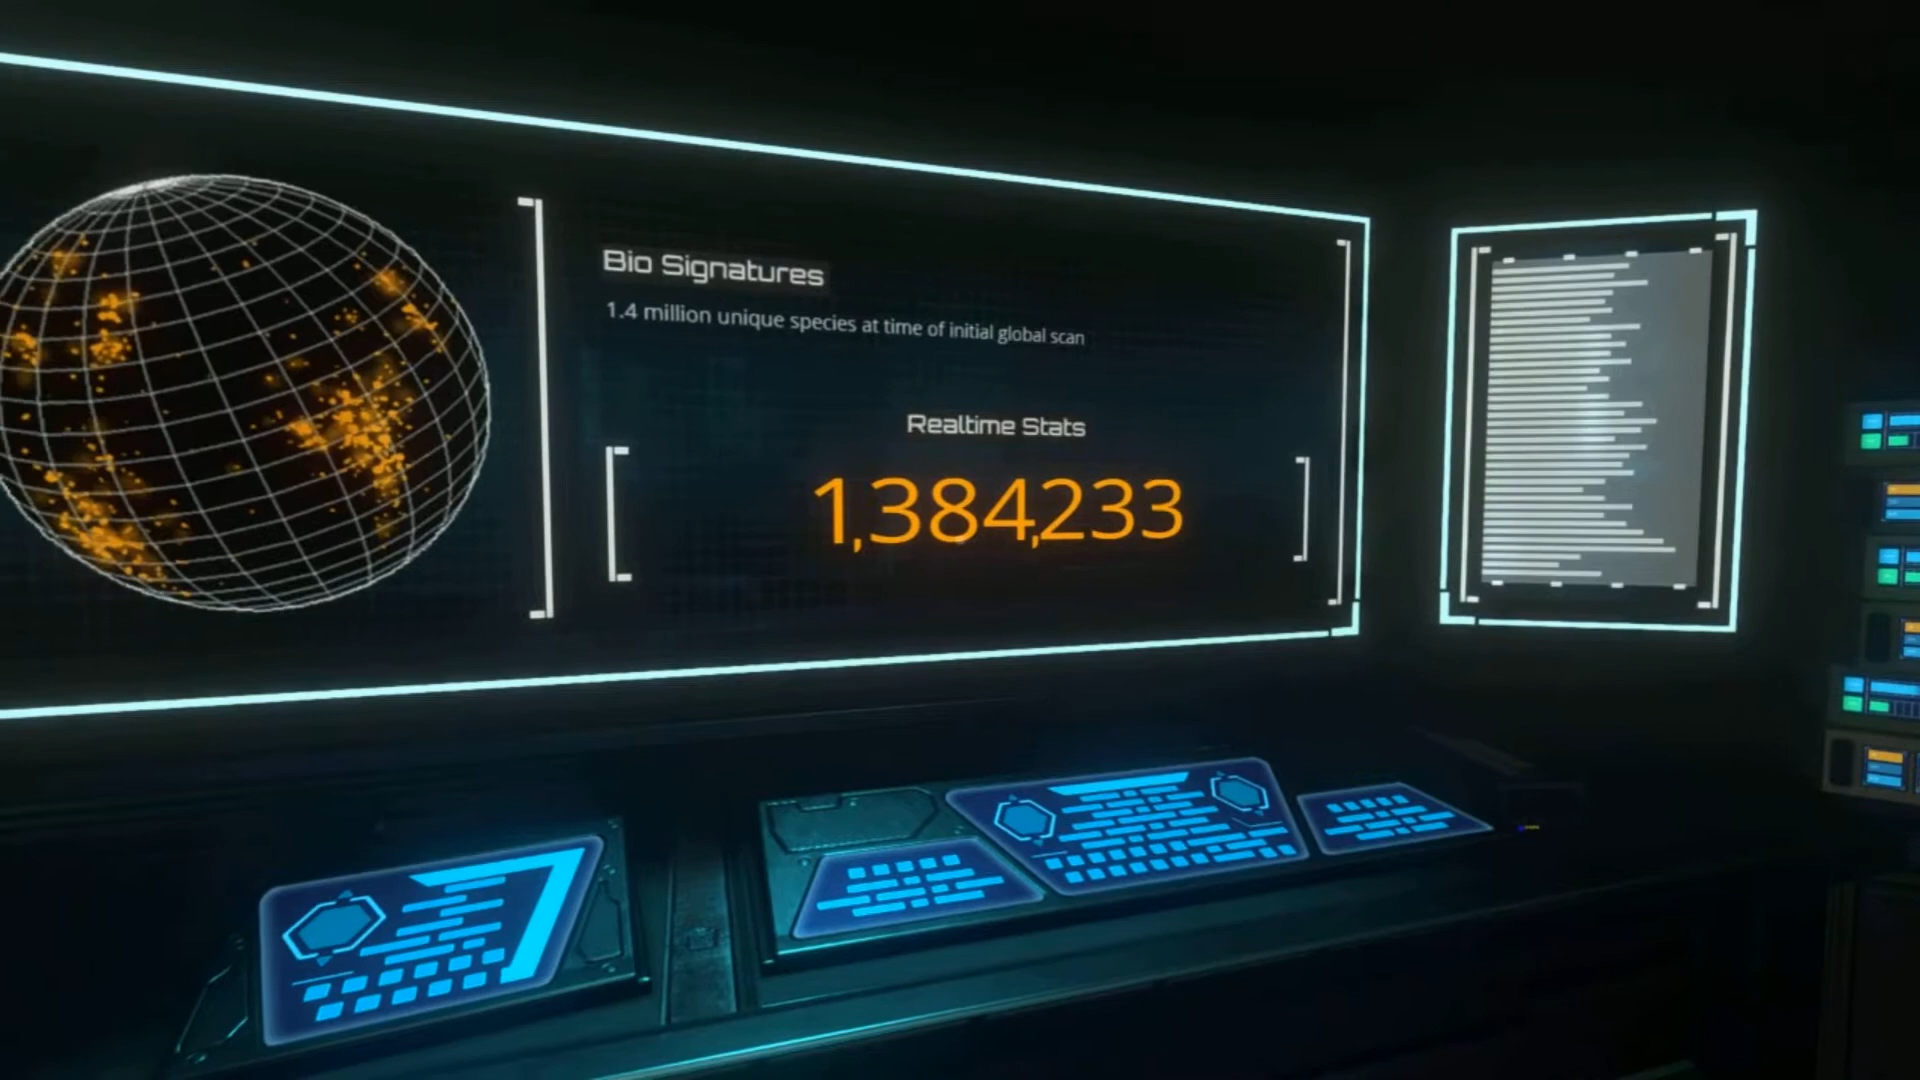 Bio Signatures
1.4 million unique species at time of initial global scan
Realtime Stats
1,384,233